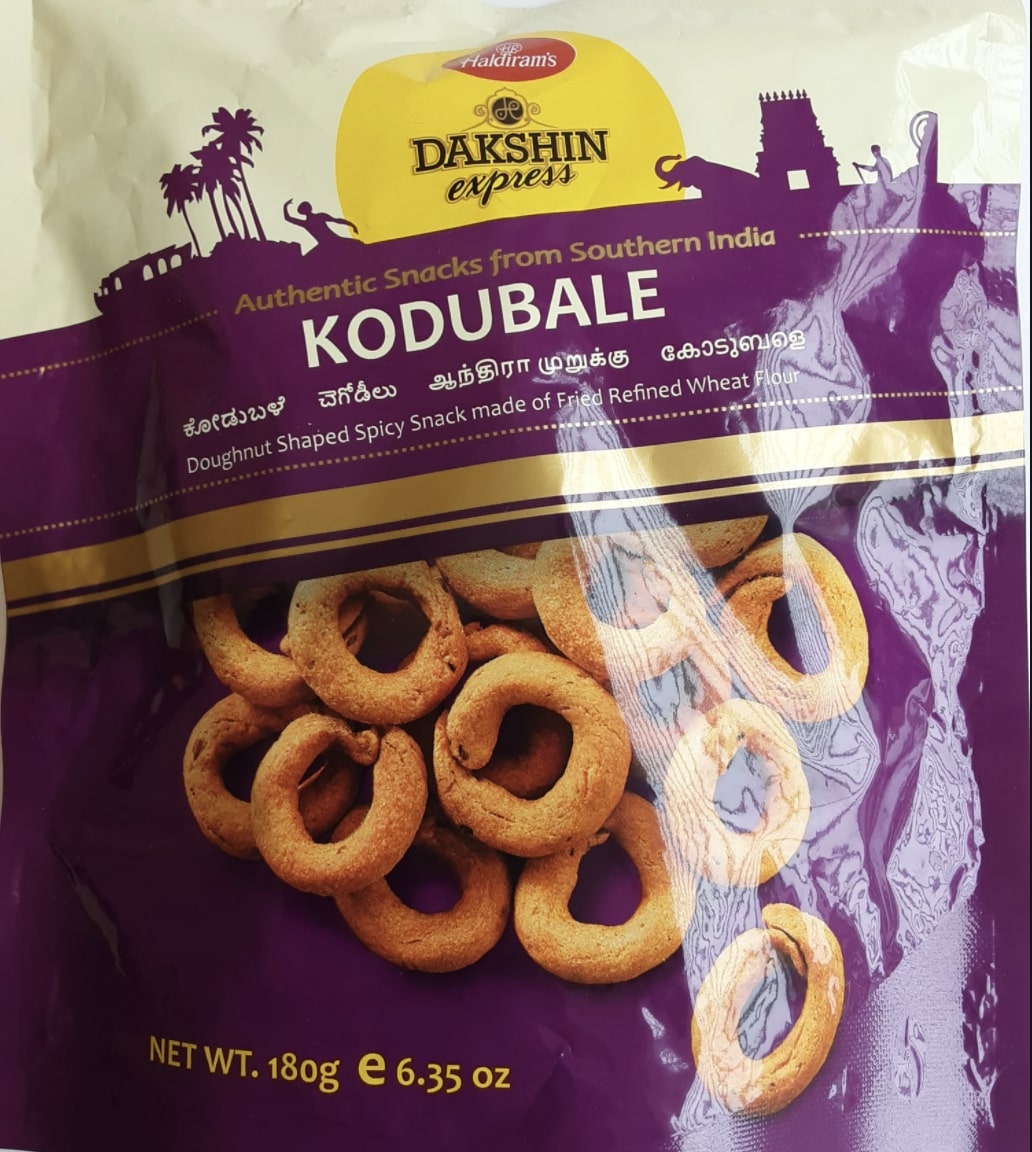 Haldiram's
DAKSHIN
express
Authentic Snacks from Southern India
KODUBALE
ಕೋಡುಬಳೆ చెగోడీలు ஆந்திரா முறுக்கு കോടുബളെ
Doughnut Shaped Spicy Snack made of Fried Refined Wheat Flour
NET WT. 180g e 6.35 oz